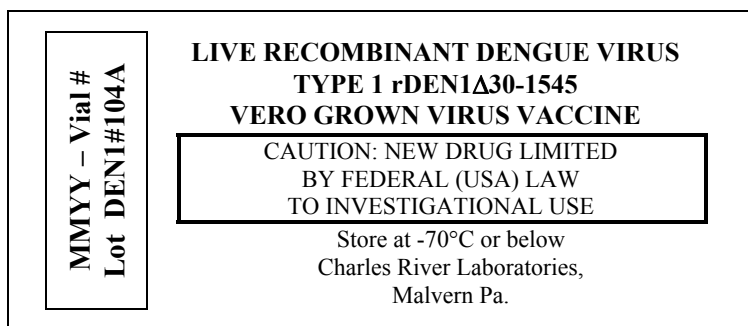 MMYY – Vial #
Lot DEN1#104A
LIVE RECOMBINANT DENGUE VIRUS
TYPE 1 rDEN1Δ30-1545
VERO GROWN VIRUS VACCINE
CAUTION: NEW DRUG LIMITED
BY FEDERAL (USA) LAW
TO INVESTIGATIONAL USE
Store at -70°C or below
Charles River Laboratories,
Malvern Pa.